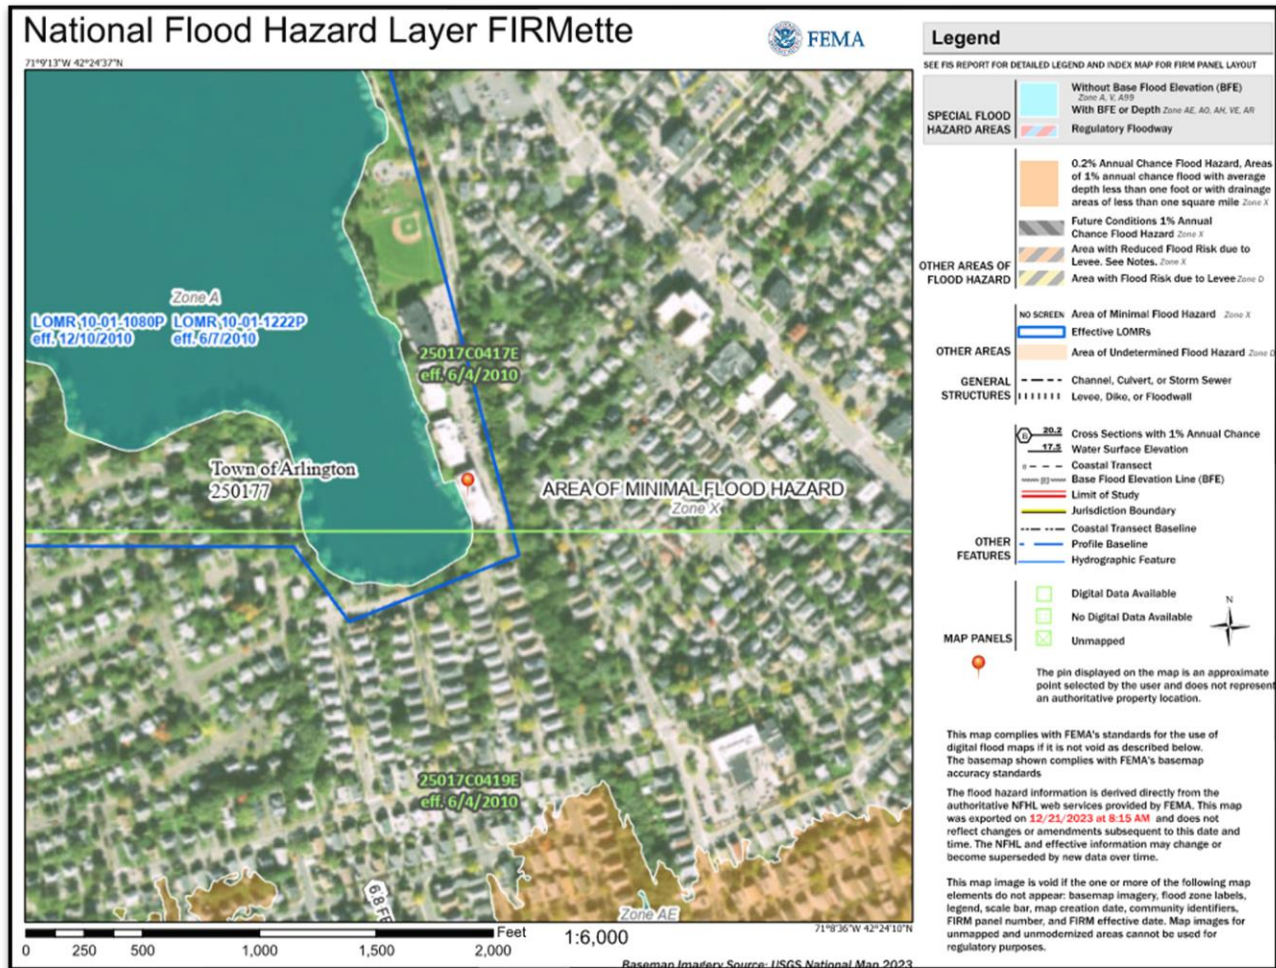 National Flood Hazard Layer FIRMette
FEMA
71°9'13"W 42°24'37"N
Zone A
LOMR 10-01-1080P LOMR 10-01-1222P
eff. 12/10/2010 eff. 6/7/2010
25017C0417E
eff. 6/4/2010
Town of Arlington
250177
AREA OF MINIMAL FLOOD HAZARD
Zone X
25017C0419E
eff. 6/4/2010
Zone AE
71°8'36"W 42°24'10"N
Feet
1:6,000
0 250 500 1,000 1,500 2,000
Basemap Imagery Source: USGS National Map 2023
Legend
SEE FIS REPORT FOR DETAILED LEGEND AND INDEX MAP FOR FIRM PANEL LAYOUT
SPECIAL FLOOD
HAZARD AREAS
Without Base Flood Elevation (BFE)
Zone A, V, A99
With BFE or Depth Zone AE, AO, AH, VE, AR
Regulatory Floodway
0.2% Annual Chance Flood Hazard, Areas
of 1% annual chance flood with average
depth less than one foot or with drainage
areas of less than one square mile Zone X
Future Conditions 1% Annual
Chance Flood Hazard Zone X
Area with Reduced Flood Risk due to
Levee. See Notes. Zone X
Area with Flood Risk due to Levee Zone D
OTHER AREAS OF
FLOOD HAZARD
NO SCREEN Area of Minimal Flood Hazard Zone X
Effective LOMRs
OTHER AREAS
Area of Undetermined Flood Hazard Zone D
GENERAL
STRUCTURES
Channel, Culvert, or Storm Sewer
Levee, Dike, or Floodwall
B 20.2 Cross Sections with 1% Annual Chance
17.5 Water Surface Elevation
8 Coastal Transect
513 Base Flood Elevation Line (BFE)
Limit of Study
Jurisdiction Boundary
Coastal Transect Baseline
OTHER
FEATURES
Profile Baseline
Hydrographic Feature
Digital Data Available
No Digital Data Available
Unmapped
MAP PANELS
N
The pin displayed on the map is an approximate
point selected by the user and does not represent
an authoritative property location.
This map complies with FEMA's standards for the use of
digital flood maps if it is not void as described below.
The basemap shown complies with FEMA's basemap
accuracy standards
The flood hazard information is derived directly from the
authoritative NFHL web services provided by FEMA. This map
was exported on 12/21/2023 at 8:15 AM and does not
reflect changes or amendments subsequent to this date and
time. The NFHL and effective information may change or
become superseded by new data over time.
This map image is void if the one or more of the following map
elements do not appear: basemap imagery, flood zone labels,
legend, scale bar, map creation date, community identifiers,
FIRM panel number, and FIRM effective date. Map images for
unmapped and unmodernized areas cannot be used for
regulatory purposes.